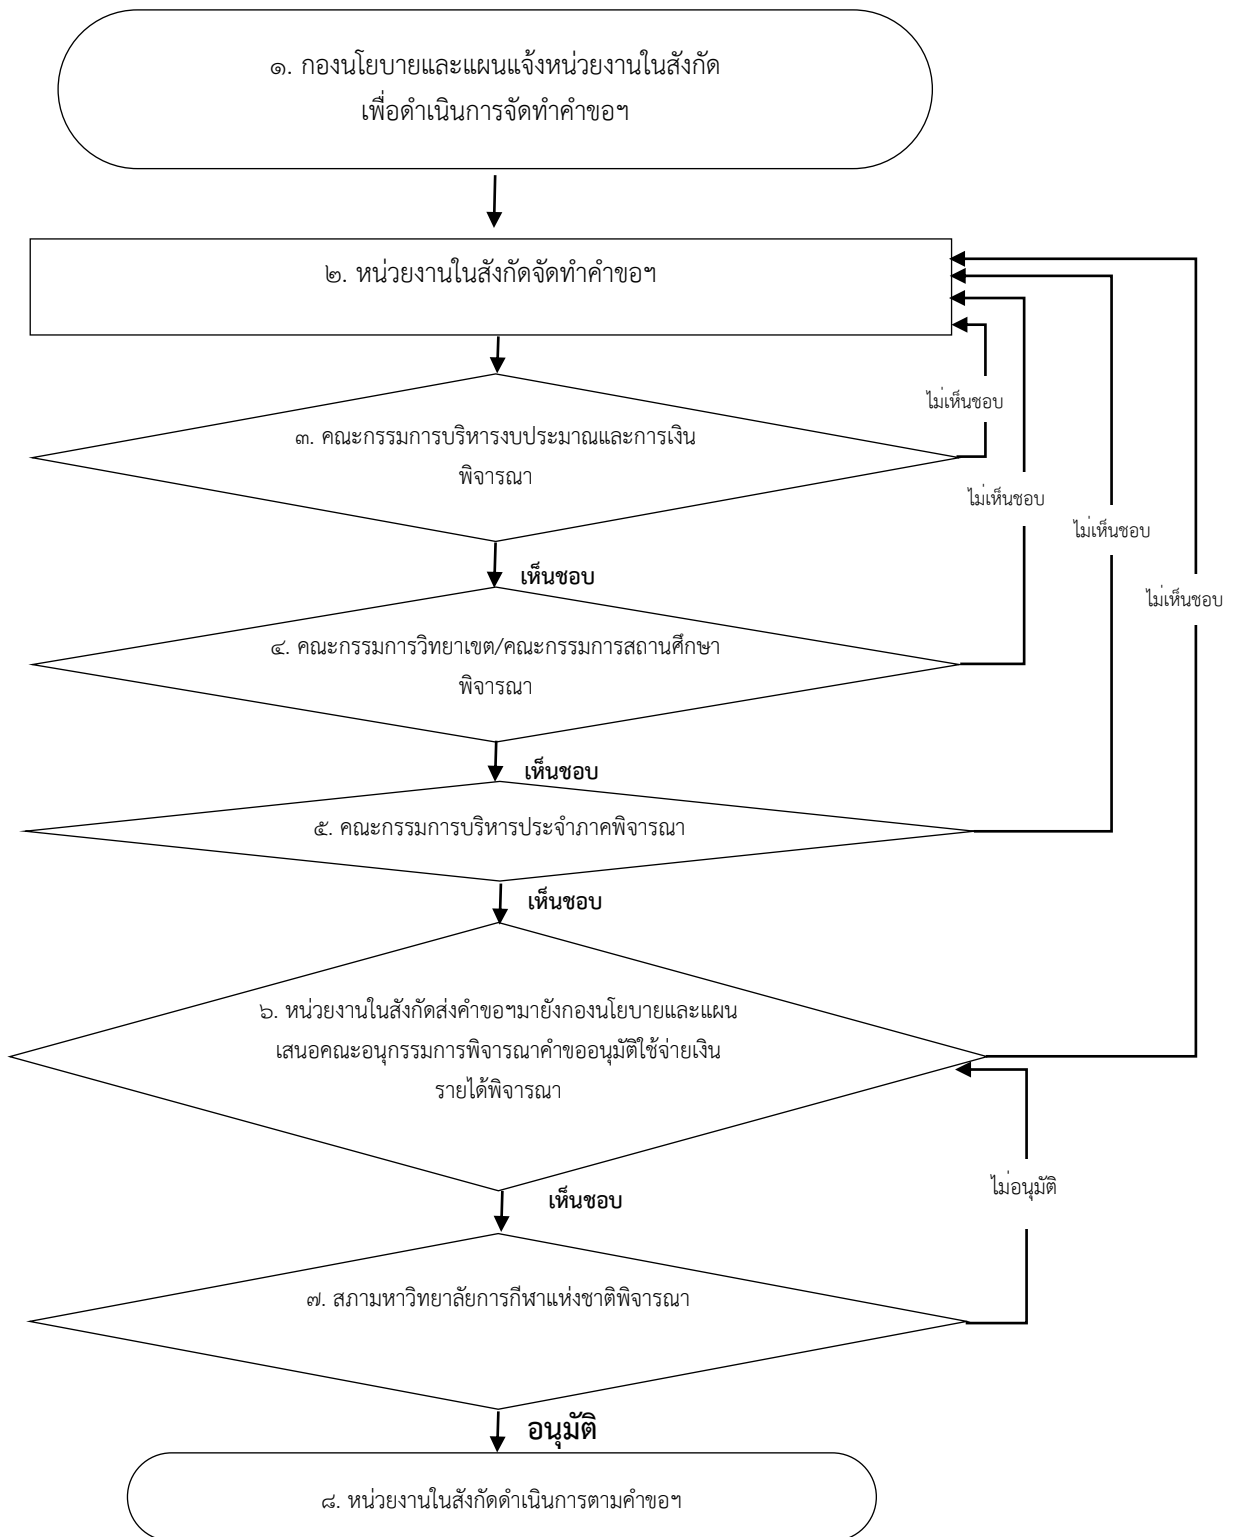 ๑. กองนโยบายและแผนแจ้งหน่วยงานในสังกัด
เพื่อดำเนินการจัดทำคำขอฯ
๒. หน่วยงานในสังกัดจัดทำคำขอฯ
ไม่เห็นชอบ
๓. คณะกรรมการบริหารงบประมาณและการเงิน
พิจารณา
ไม่เห็นชอบ
ไม่เห็นชอบ
เห็นชอบ
ไม่เห็นชอบ
๔. คณะกรรมการวิทยาเขต/คณะกรรมการสถานศึกษา
พิจารณา
เห็นชอบ
๕. คณะกรรมการบริหารประจำภาคพิจารณา
เห็นชอบ
๖. หน่วยงานในสังกัดส่งคำขอฯมายังกองนโยบายและแผน
เสนอคณะอนุกรรมการพิจารณาคำขออนุมัติใช้จ่ายเงิน
รายได้พิจารณา
ไม่อนุมัติ
เห็นชอบ
๗. สภามหาวิทยาลัยการกีฬาแห่งชาติพิจารณา
อนุมัติ
๘. หน่วยงานในสังกัดดำเนินการตามคำขอฯ